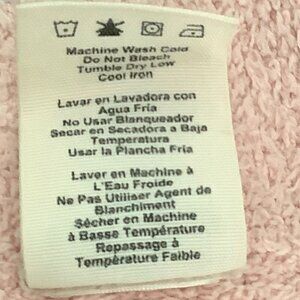 Machine Wash Cold
Do Not Bleach
Tumble Dry Low
Cool Iron
Lavar en Lavadora con
Agua Fria
No Usar Blanqueador
Secar en Secadora a Baja
Temperatura
Usar la Plancha Fria
Laver en Machine à
L'Eau Froide
Ne Pas Utiliser Agent de
Blanchiment
Sécher en Machine
à Basse Température
Repassage à
Température Faible